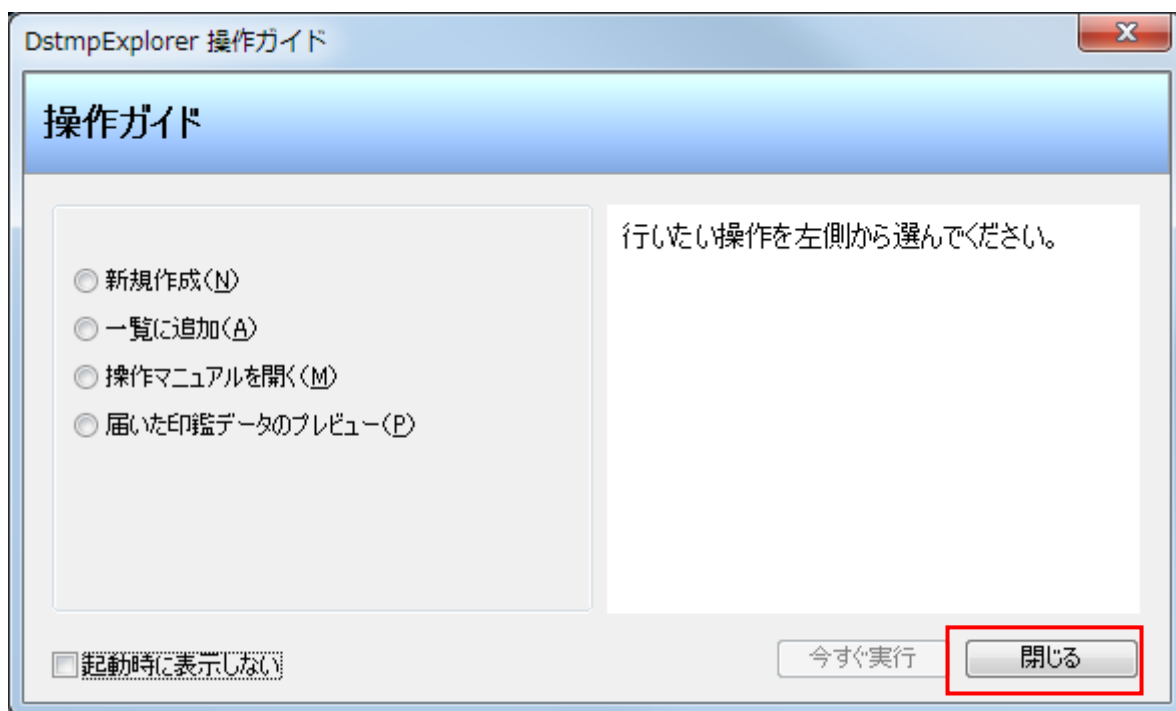 DstmpExplorer 操作ガイド
操作ガイド
新規作成(N)
一覧に追加(A)
操作マニュアルを開く(M)
届いた印鑑データのプレビュー(P)
行いたい操作を左側から選んでください。
起動時に表示しない
今すぐ実行
閉じる